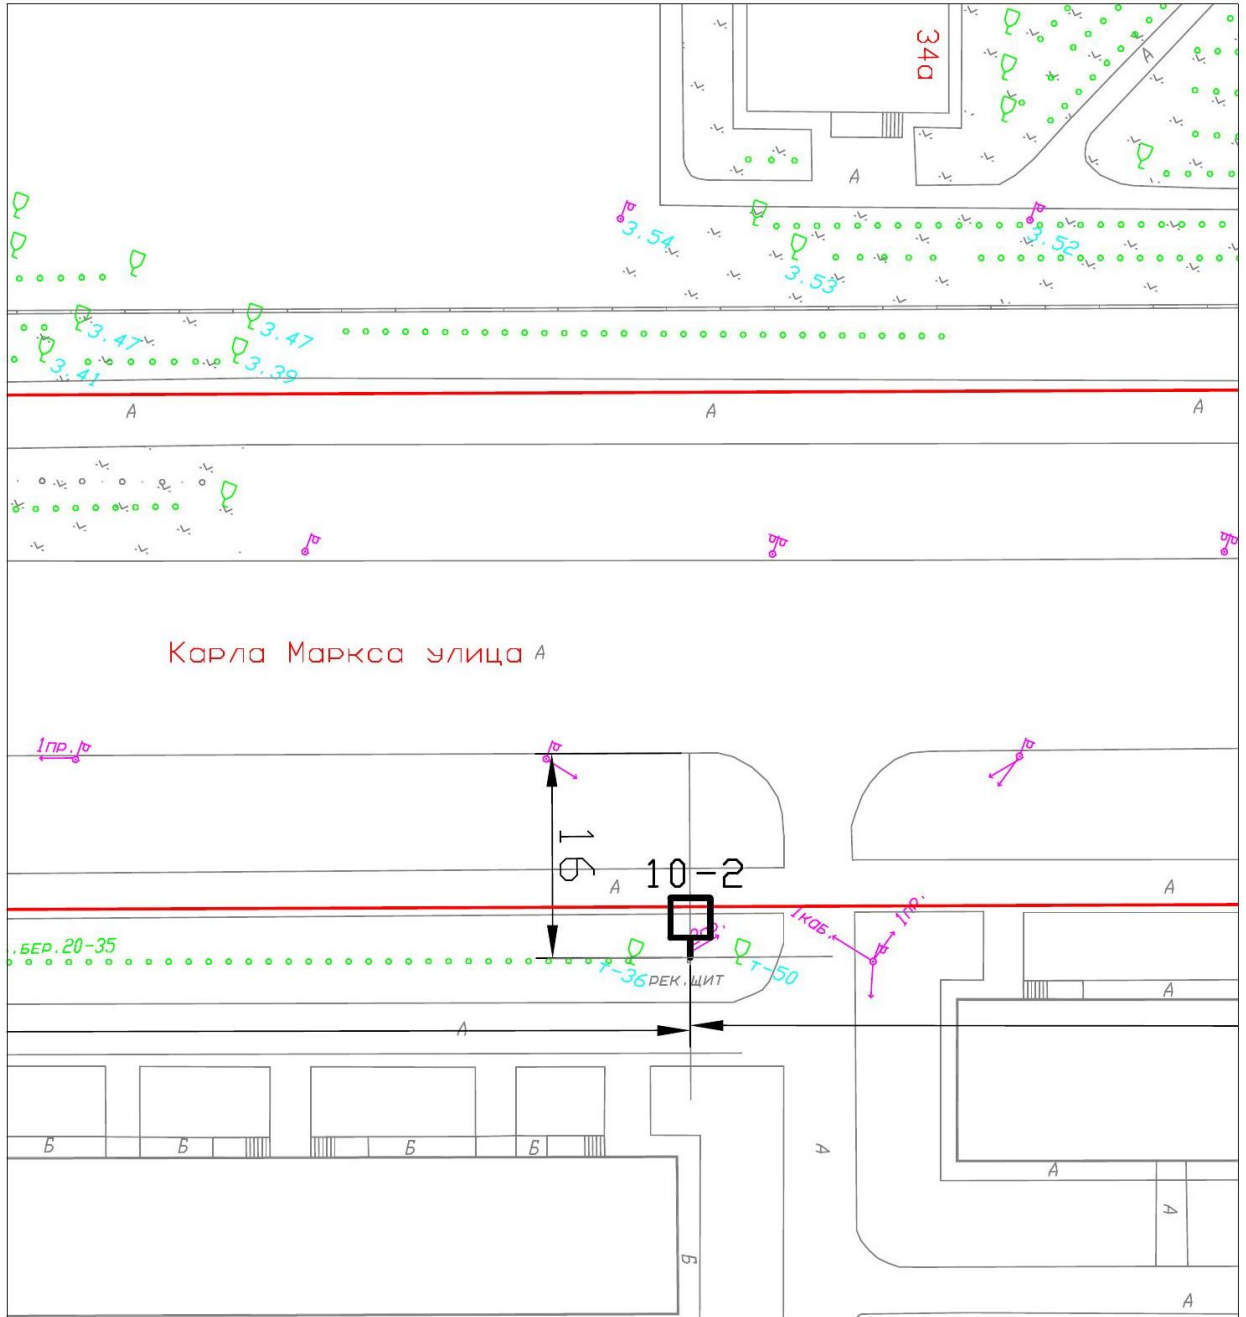 34а
А
А
3.54
3.52
3.53
3.47
3.47
3.41
3.39
А
А
А
Карла Маркса улица
А
1пр.
16
10-2
А
А
1каб.
1пр.
.БЕР.20-35
т-36
РЕК.ЩИТ
т-50
А
А
Б
Б
Б
Б
А
А
А
Б
А